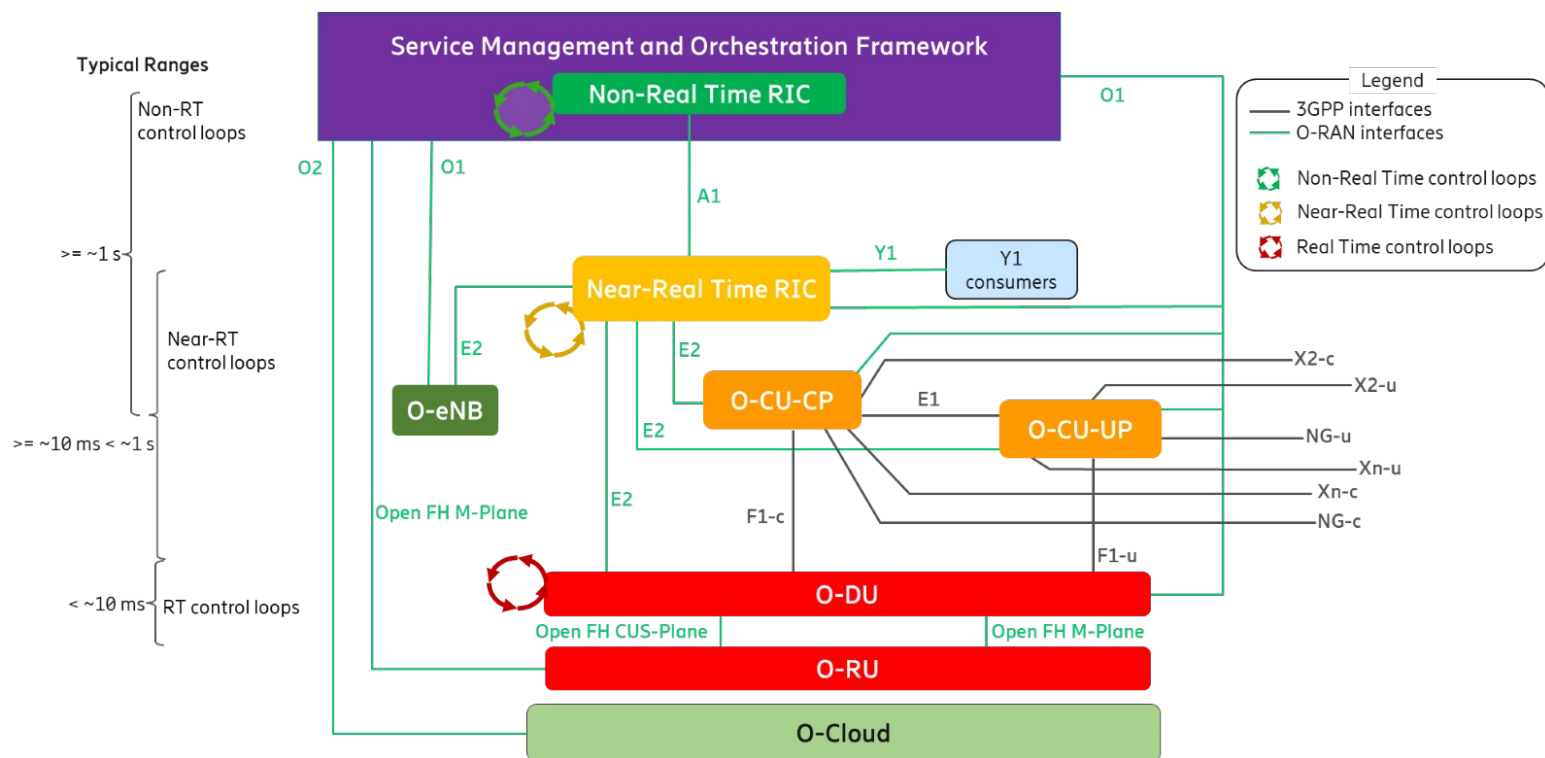 Service Management and Orchestration Framework
Typical Ranges
Non-Real Time RIC
Legend
Non-RT
control loops
O1
3GPP interfaces
O-RAN interfaces
O2
O1
A1
Non-Real Time control loops
Near-Real Time control loops
Real Time control loops
>= ~1 s
Y1
Y1
consumers
Near-Real Time RIC
Near-RT
control loops
E2
E2
X2-c
X2-u
O-eNB
O-CU-CP
E1
O-CU-UP
E2
NG-u
>= ~10 ms < ~1 s
Xn-u
E2
Xn-c
Open FH M-Plane
F1-c
NG-c
F1-u
< ~10 ms
RT control loops
O-DU
Open FH CUS-Plane
Open FH M-Plane
O-RU
O-Cloud